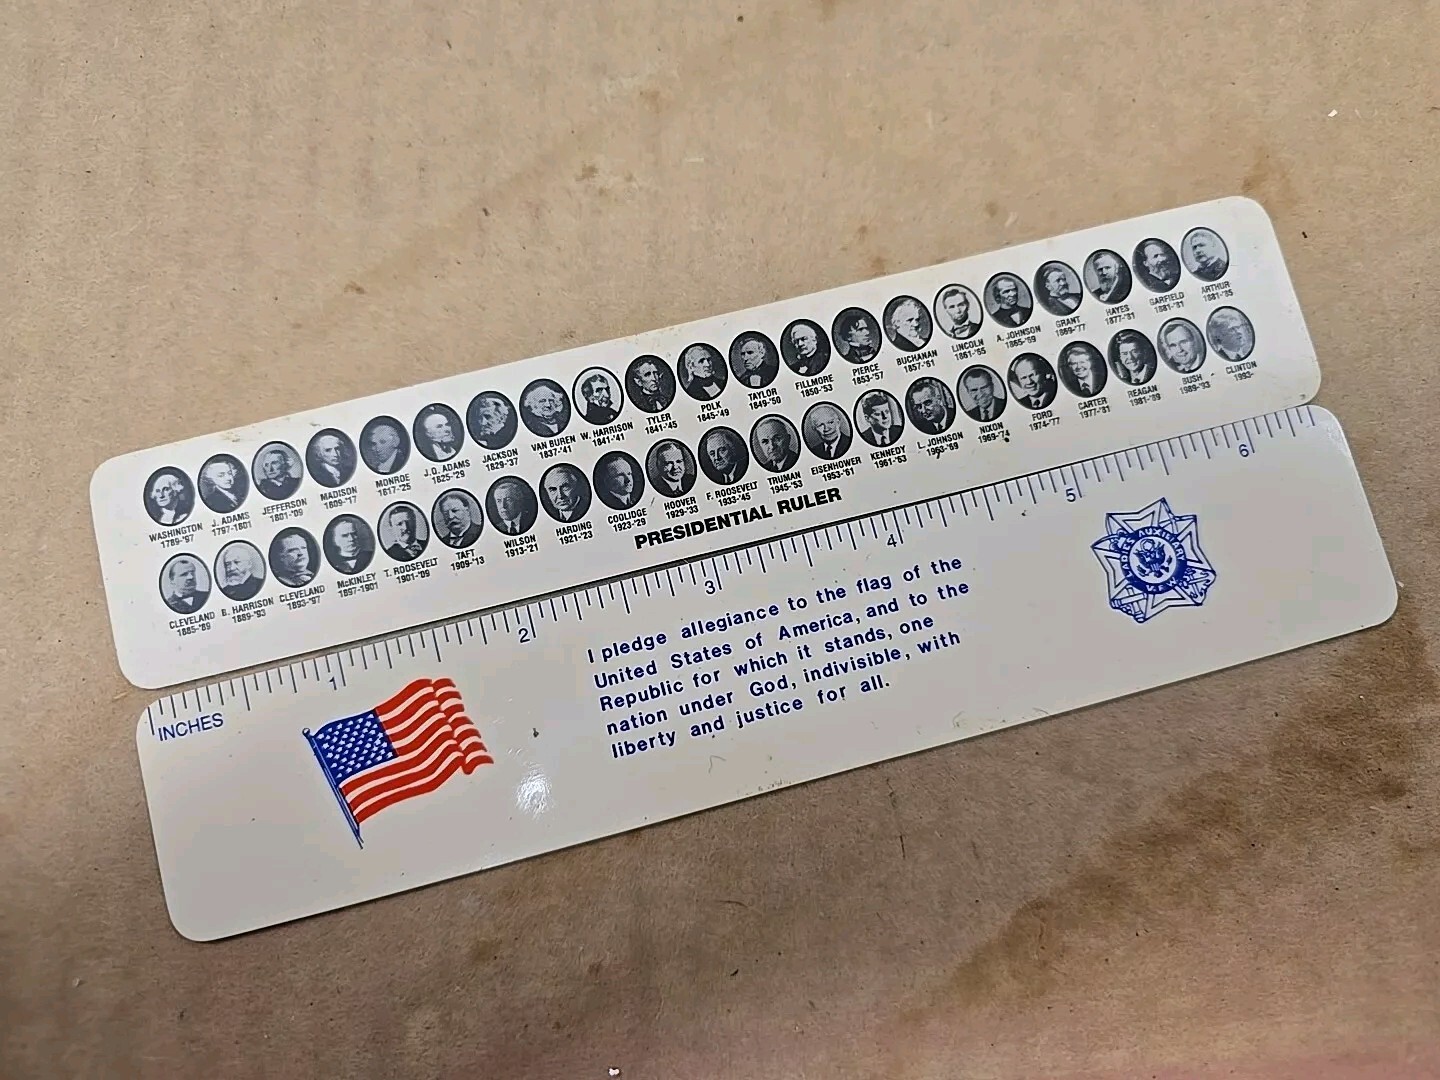 WASHINGTON J. ADAMS JEFFERSON MADISON MONROE J.Q. ADAMS JACKSON VAN BUREN W. HARRISON TYLER POLK TAYLOR FILLMORE PIERCE BUCHANAN LINCOLN A. JOHNSON GRANT HAYES GARFIELD ARTHUR
1789-'97 1797-1801 1801-'09 1809-'17 1817-'25 1825-'29 1829-'37 1837-'41 1841-'41 1841-'45 1845-'49 1849-'50 1850-'53 1853-'57 1857-'61 1861-'65 1865-'69 1869-'77 1877-'81 1881-'81 1881-'85
CLEVELAND B. HARRISON CLEVELAND McKINLEY T. ROOSEVELT TAFT WILSON HARDING COOLIDGE HOOVER F. ROOSEVELT TRUMAN EISENHOWER KENNEDY L. JOHNSON NIXON FORD CARTER REAGAN BUSH CLINTON
1885-'89 1889-'93 1893-'97 1897-1901 1901-'09 1909-'13 1913-'21 1921-'23 1923-'29 1929-'33 1933-'45 1945-'53 1953-'61 1961-'63 1963-'69 1969-'74 1974-'77 1977-'81 1981-'89 1989-'93 1993-
PRESIDENTIAL RULER
1 2 3 4 5 6
INCHES
I pledge allegiance to the flag of the
United States of America, and to the
Republic for which it stands, one
nation under God, indivisible, with
liberty and justice for all.
LADIES AUXILIARY
V.F.W.